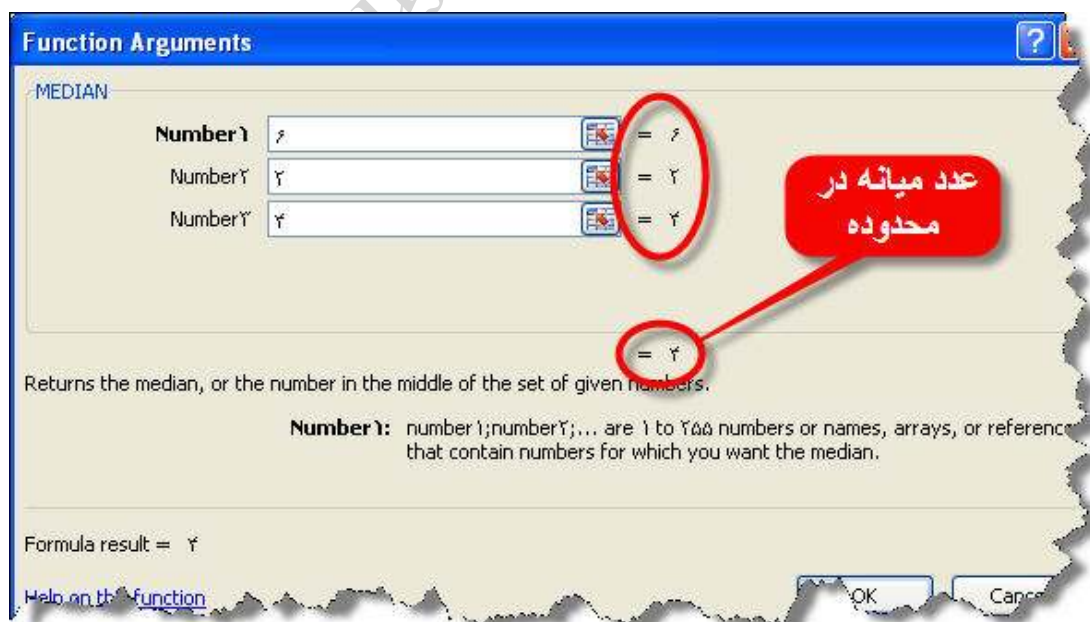 Function Arguments
MEDIAN
Number۱ ۶ = ۶
Number۲ ۲ = ۲
Number۳ ۴ = ۴
عدد میانه در
محدوده
= ۴
Returns the median, or the number in the middle of the set of given numbers.
Number۱: number۱;number۲;... are ۱ to ۲۵۵ numbers or names, arrays, or
that contain numbers for which you want the median.
Formula result = ۴
Help on this function
OK